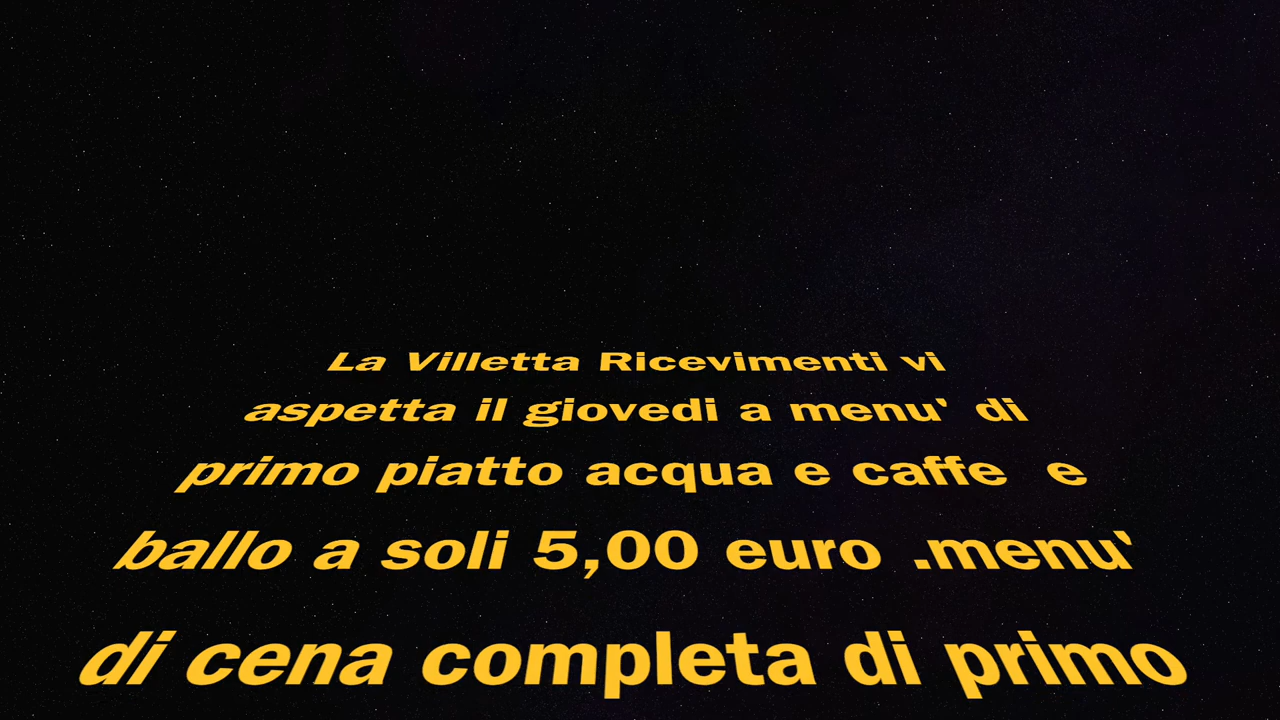 La Villetta Ricevimenti vi
aspetta il giovedi a menu' di
primo piatto acqua e caffe e
ballo a soli 5,00 euro .menu'
di cena completa di primo